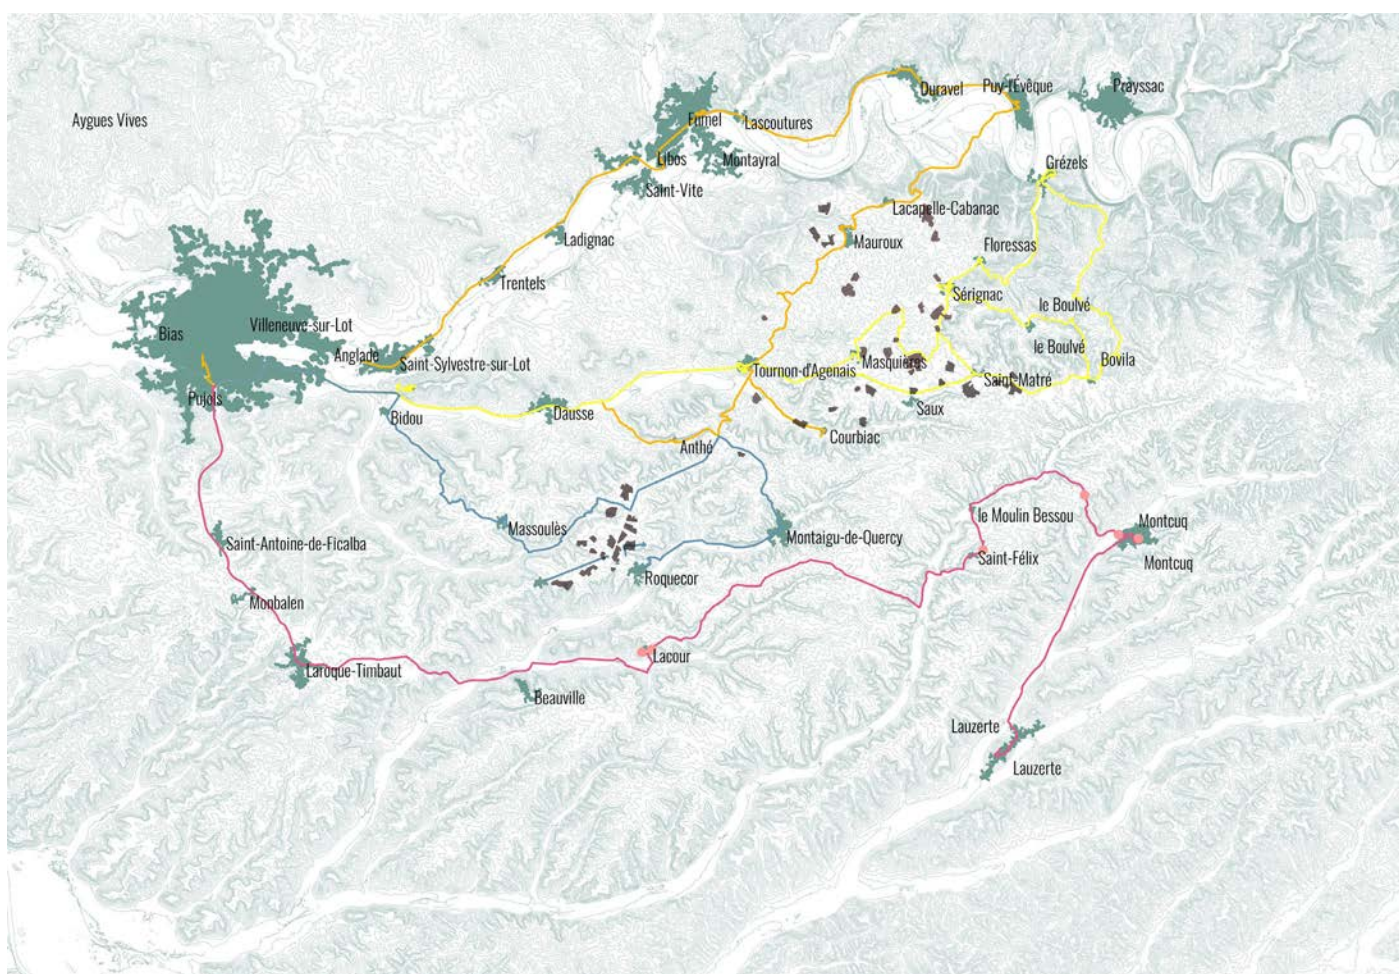 Duravel
Puy-l'Évêque
Prayssac
Aygues Vives
Fumel
Lascoutures
Libos
Montayral
Grézels
Saint-Vite
Lacapelle-Cabanac
Ladignac
Mauroux
Floressas
Trentels
Sérignac
le Boulvé
Villeneuve-sur-Lot
Bias
le Boulvé
Anglade
Saint-Sylvestre-sur-Lot
Masquières
Bovila
Tournon-d'Agenais
Saint-Matré
Pujols
Saux
Dausse
Bidou
Courbiac
Anthé
le Moulin Bessou
Montcuq
Massoulès
Montaigu-de-Quercy
Saint-Antoine-de-Ficalba
Saint-Félix
Montcuq
Roquecor
Monbalen
Lacour
Laroque-Timbaut
Beauville
Lauzerte
Lauzerte